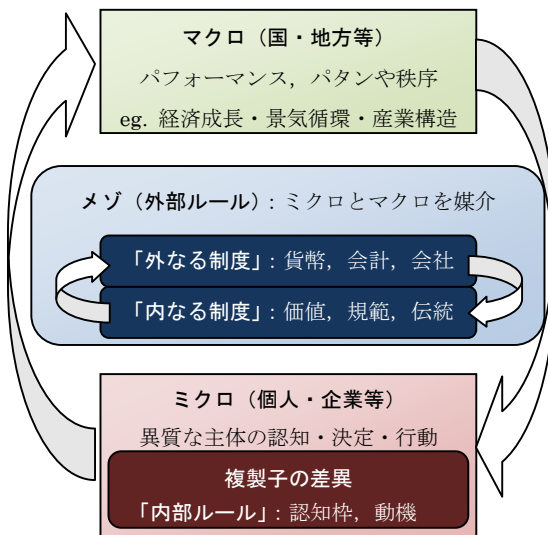 マクロ（国・地方等）
パフォーマンス，パタンや秩序
eg. 経済成長・景気循環・産業構造
メゾ（外部ルール）：ミクロとマクロを媒介
「外なる制度」：貨幣，会計，会社
「内なる制度」：価値，規範，伝統
ミクロ（個人・企業等）
異質な主体の認知・決定・行動
複製子の差異
「内部ルール」：認知枠，動機